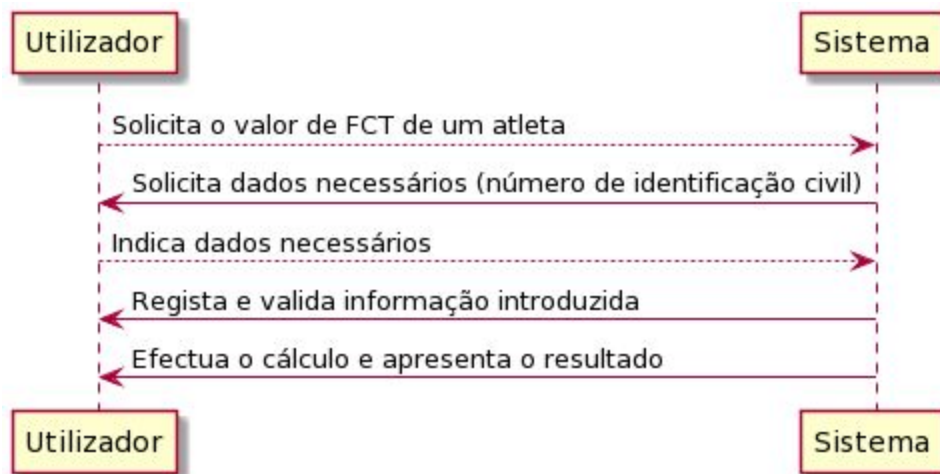 Utilizador
Sistema
Solicita o valor de FCT de um atleta
Solicita dados necessários (número de identificação civil)
Indica dados necessários
Regista e valida informação introduzida
Efectua o cálculo e apresenta o resultado
Utilizador
Sistema